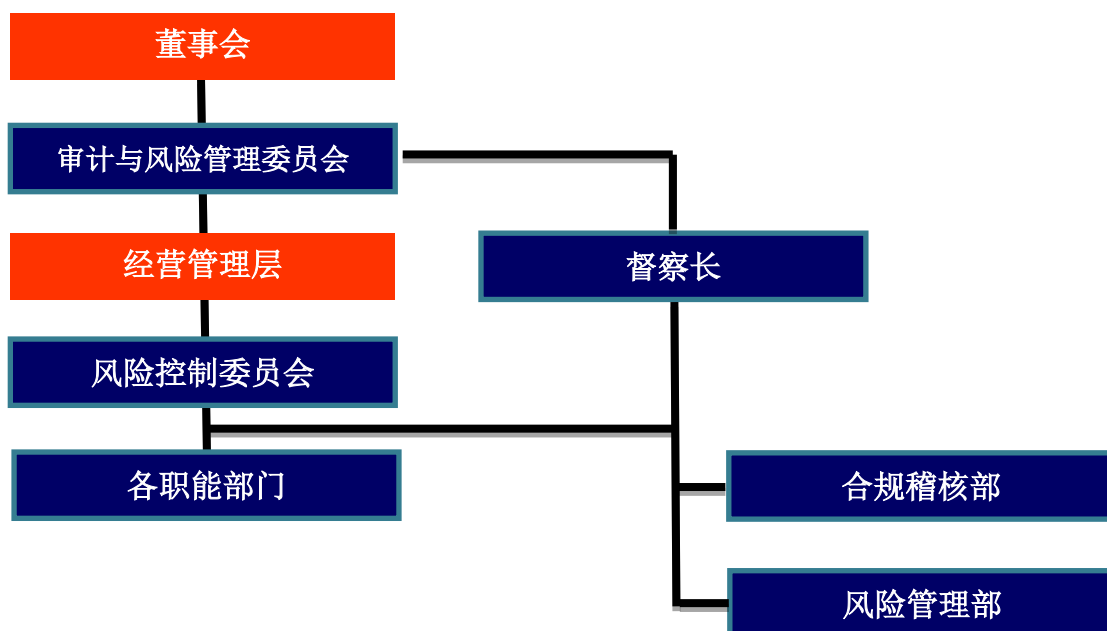 董事会
审计与风险管理委员会
经营管理层
督察长
风险控制委员会
各职能部门
合规稽核部
风险管理部